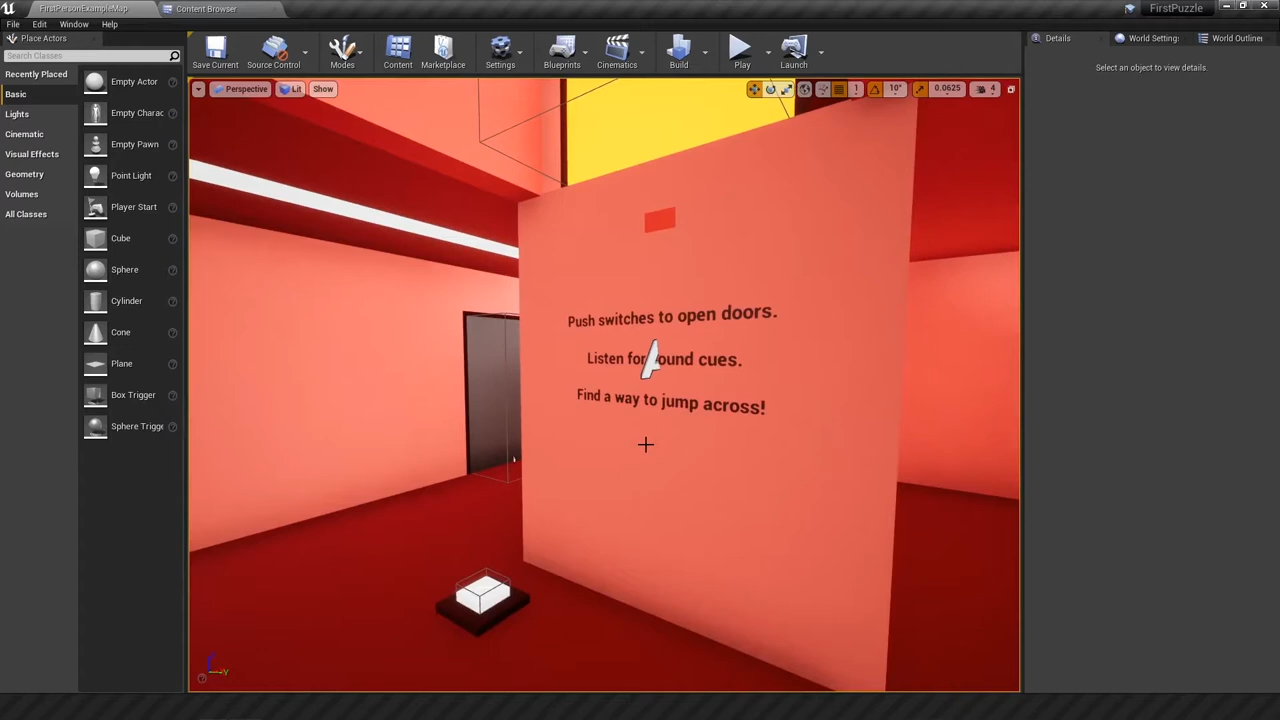 FirstPersonExampleMap
Content Browser
FirstPuzzle
File Edit Window Help
Place Actors
Search Classes
Recently Placed
Basic
Lights
Cinematic
Visual Effects
Geometry
Volumes
All Classes
Empty Actor
Empty Charac
Empty Pawn
Point Light
Player Start
Cube
Sphere
Cylinder
Cone
Plane
Box Trigger
Sphere Trigge
Save Current
Source Control
Modes
Content
Marketplace
Settings
Blueprints
Cinematics
Build
Play
Launch
Perspective
Lit
Show
1
10°
0.0625
4
Push switches to open doors.
Listen for sound cues.
Find a way to jump across!
Details
World Settings
World Outliner
Select an object to view details.